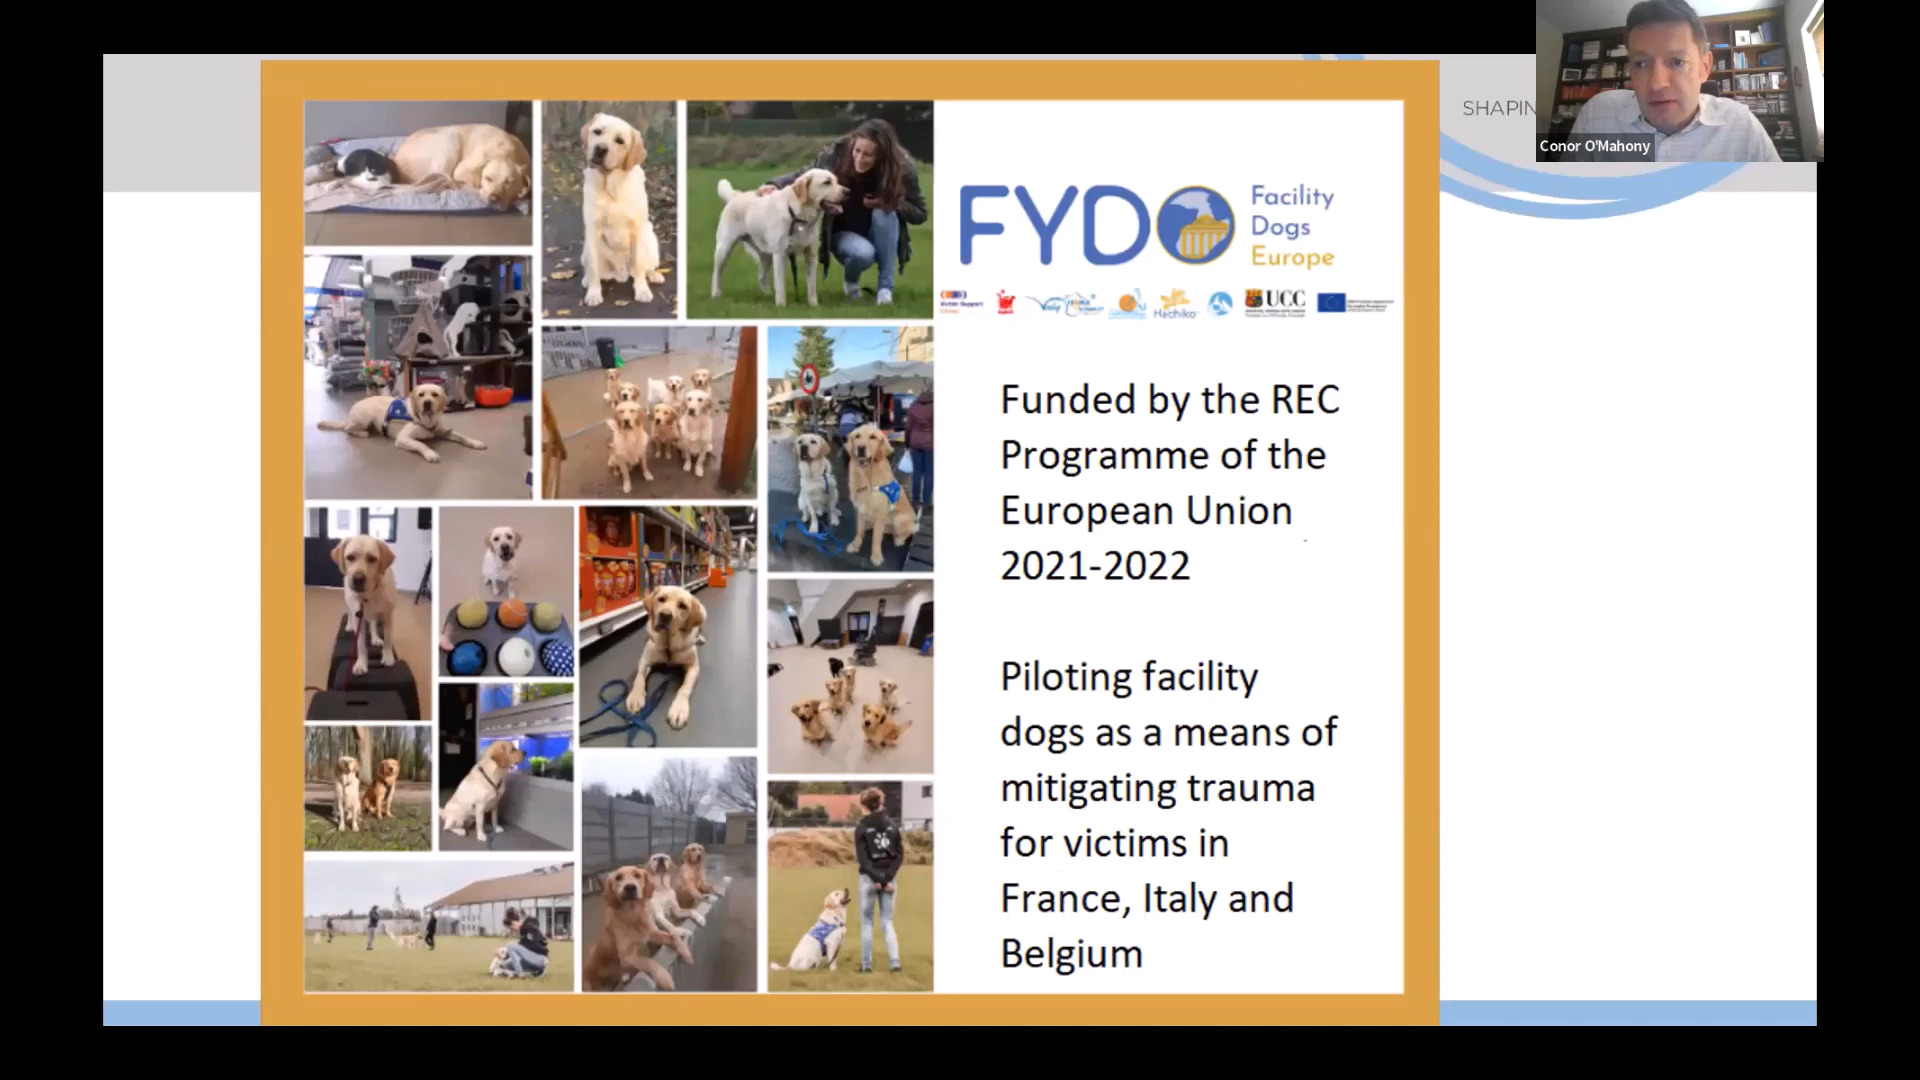 SHAPIN
Conor O'Mahony
FYDO
Facility
Dogs
Europe
Hachiko
UCC
Funded by the REC
Programme of the
European Union
2021-2022
Piloting facility
dogs as a means of
mitigating trauma
for victims in
France, Italy and
Belgium